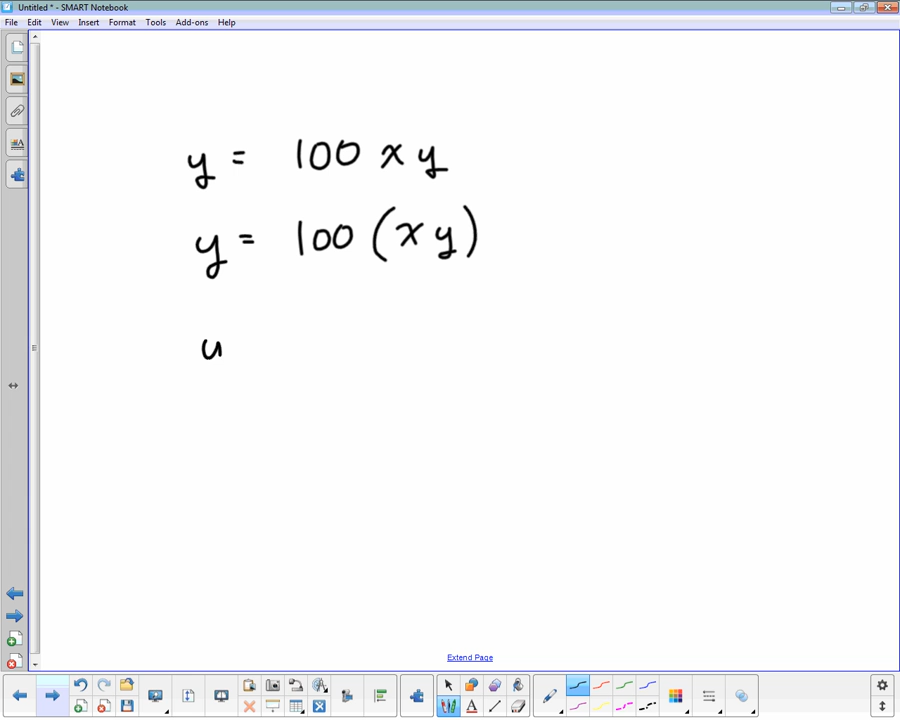 Untitled * - SMART Notebook
File Edit View Insert Format Tools Add-ons Help
y = 100 x y
y = 100 (x y)
u
Extend Page